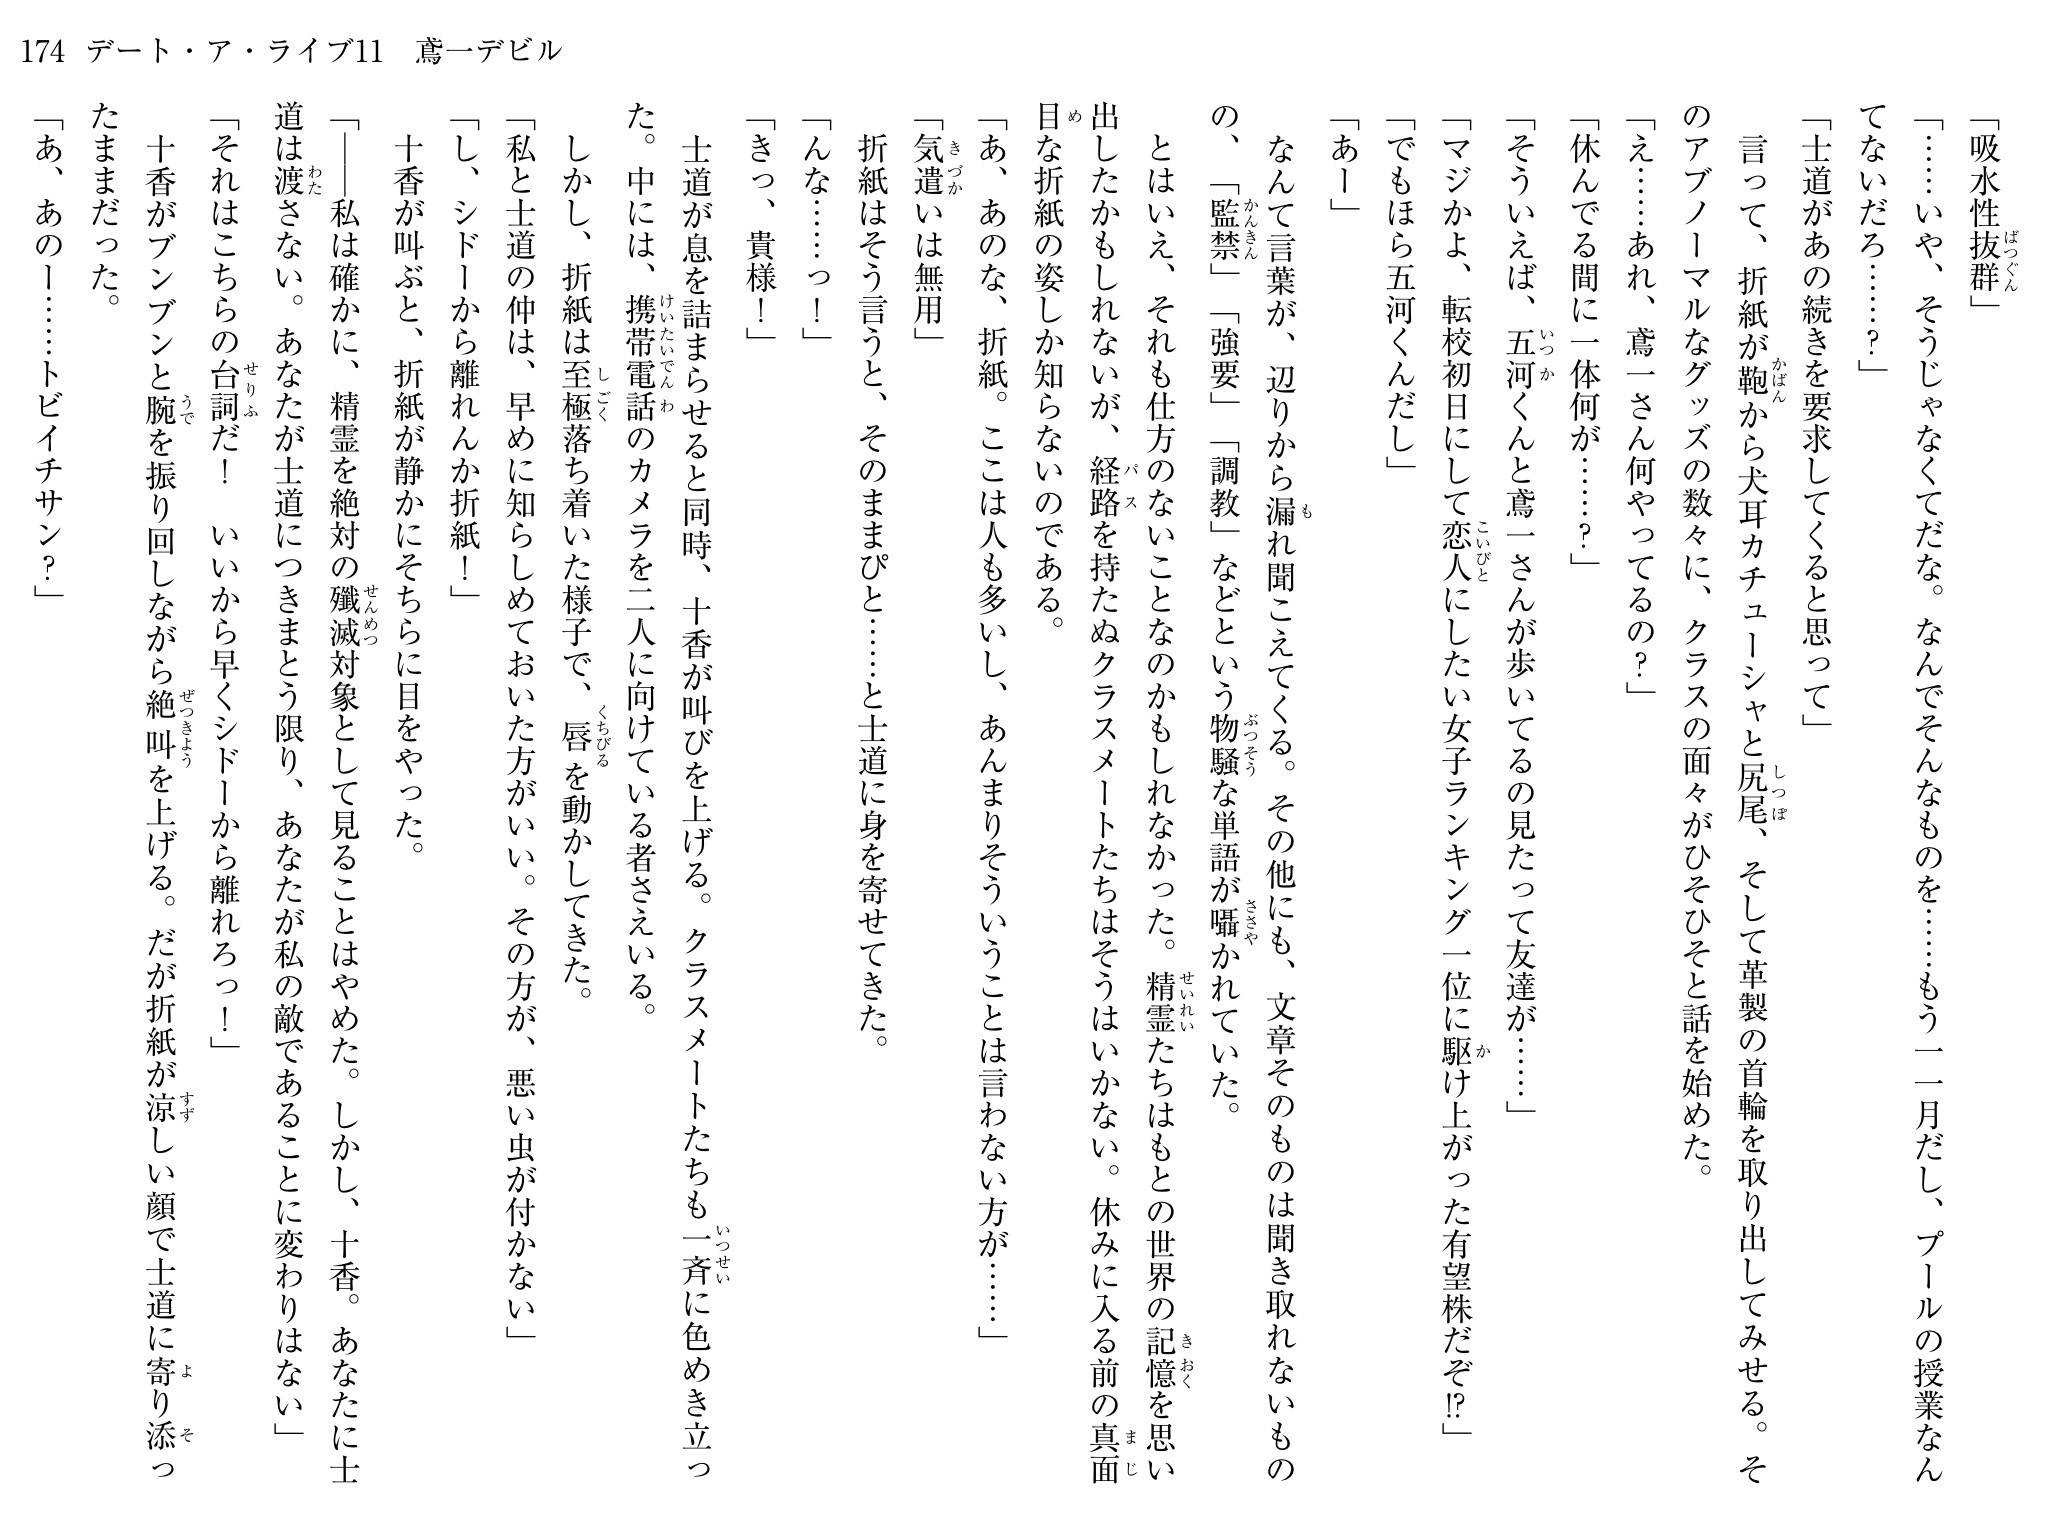 174 デート・ア・ライブ11　鳶一デビル
「吸水性抜群」
「……いや、そうじゃなくてだな。なんでそんなものを……もう一一月だし、プールの授業なん
てないだろ……？」
「士道があの続きを要求してくると思って」
　言って、折紙が鞄から犬耳カチューシャと尻尾、そして革製の首輪を取り出してみせる。そ
のアブノーマルなグッズの数々に、クラスの面々がひそひそと話を始めた。
「え……あれ、鳶一さん何やってるの？」
「休んでる間に一体何が……？」
「そういえば、五河くんと鳶一さんが歩いてるの見たって友達が……」
「マジかよ、転校初日にして恋人にしたい女子ランキング一位に駆け上がった有望株だぞ!?」
「でもほら五河くんだし」
「あー」
　なんて言葉が、辺りから漏れ聞こえてくる。その他にも、文章そのものは聞き取れないもの
の、「監禁」「強要」「調教」などという物騒な単語が囁かれていた。
　とはいえ、それも仕方のないことなのかもしれなかった。精霊たちはもとの世界の記憶を思い
出したかもしれないが、経路を持たぬクラスメートたちはそうはいかない。休みに入る前の真面
目な折紙の姿しか知らないのである。
「あ、あのな、折紙。ここは人も多いし、あんまりそういうことは言わない方が……」
「気遣いは無用」
　折紙はそう言うと、そのままぴと……と士道に身を寄せてきた。
「んな……っ！」
「きっ、貴様！」
　士道が息を詰まらせると同時、十香が叫びを上げる。クラスメートたちも一斉に色めき立っ
た。中には、携帯電話のカメラを二人に向けている者さえいる。
　しかし、折紙は至極落ち着いた様子で、唇を動かしてきた。
「私と士道の仲は、早めに知らしめておいた方がいい。その方が、悪い虫が付かない」
「し、シドーから離れんか折紙！」
　十香が叫ぶと、折紙が静かにそちらに目をやった。
「――私は確かに、精霊を絶対の殲滅対象として見ることはやめた。しかし、十香。あなたに士
道は渡さない。あなたが士道につきまとう限り、あなたが私の敵であることに変わりはない」
「それはこちらの台詞だ！　いいから早くシドーから離れろっ！」
　十香がブンブンと腕を振り回しながら絶叫を上げる。だが折紙が涼しい顔で士道に寄り添っ
たままだった。
「あ、あのー……トビイチサン？」